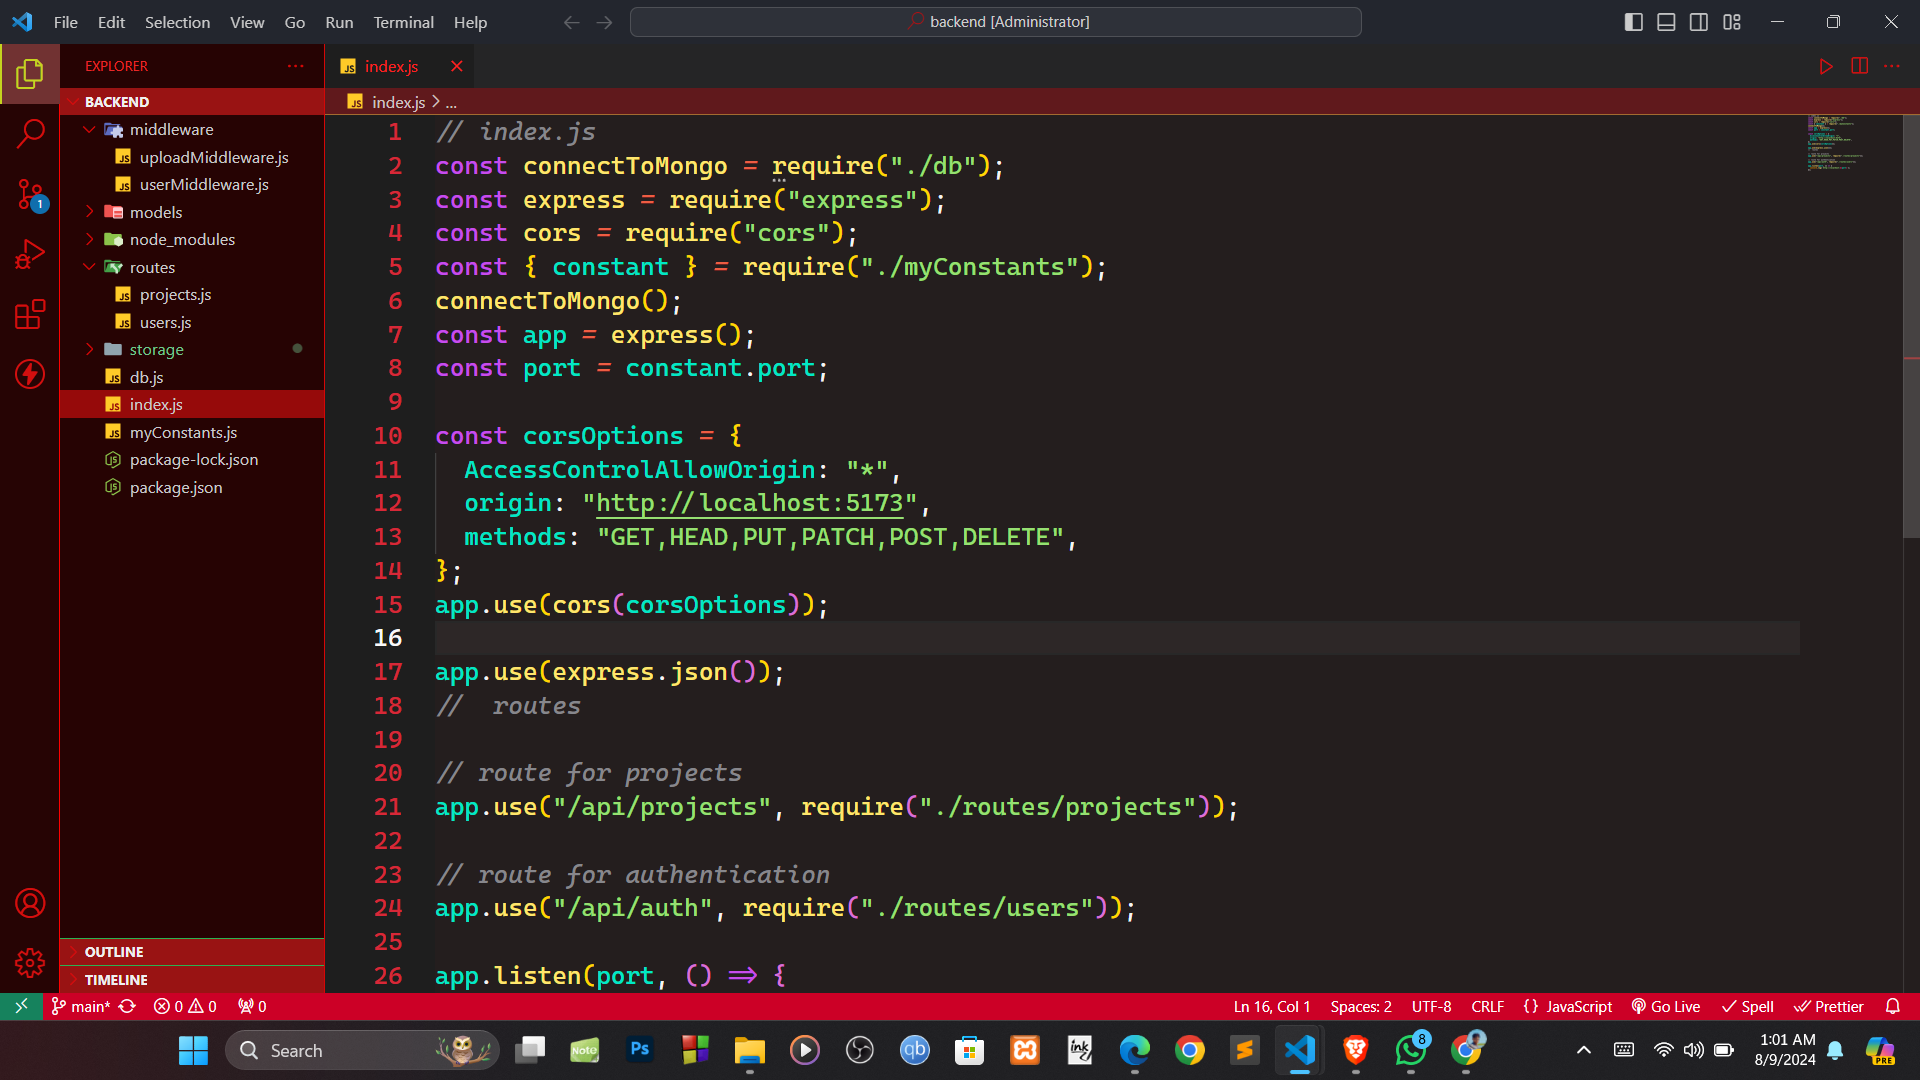 File Edit Selection View Go Run Terminal Help
backend [Administrator]
EXPLORER
BACKEND
middleware
uploadMiddleware.js
userMiddleware.js
models
node_modules
routes
projects.js
users.js
storage
db.js
index.js
myConstants.js
package-lock.json
package.json
OUTLINE
TIMELINE
1
index.js
index.js > ...
1 // index.js
2 const connectToMongo = require("./db");
3 const express = require("express");
4 const cors = require("cors");
5 const { constant } = require("./myConstants");
6 connectToMongo();
7 const app = express();
8 const port = constant.port;
9
10 const corsOptions = {
11 AccessControlAllowOrigin: "*",
12 origin: "http://localhost:5173",
13 methods: "GET,HEAD,PUT,PATCH,POST,DELETE",
14 };
15 app.use(cors(corsOptions));
16
17 app.use(express.json());
18 // routes
19
20 // route for projects
21 app.use("/api/projects", require("./routes/projects"));
22
23 // route for authentication
24 app.use("/api/auth", require("./routes/users"));
25
26 app.listen(port, () => {
main* 0 0 0
Ln 16, Col 1 Spaces: 2 UTF-8 CRLF {} JavaScript Go Live Spell Prettier
Search
Note
Ps
qb
ink
8
1:01 AM
8/9/2024
PRE